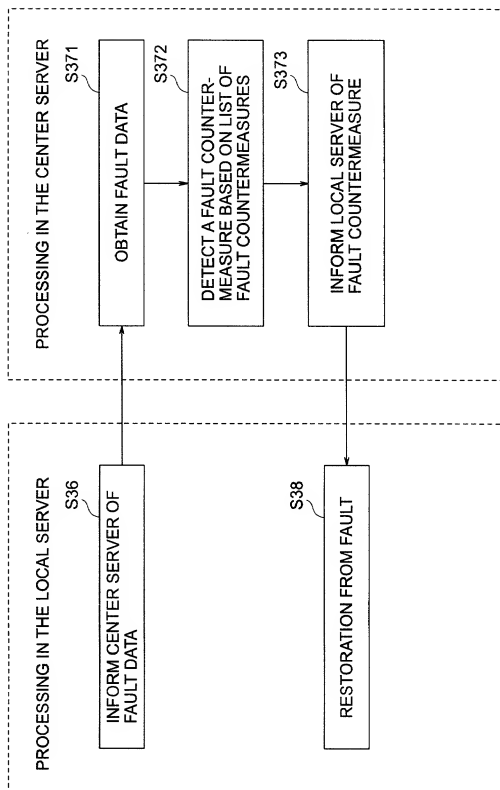 PROCESSING IN THE LOCAL SERVER
S36
INFORM CENTER SERVER OF
FAULT DATA
S38
RESTORATION FROM FAULT
PROCESSING IN THE CENTER SERVER
S371
OBTAIN FAULT DATA
S372
DETECT A FAULT COUNTER-
MEASURE BASED ON LIST OF
FAULT COUNTERMEASURES
S373
INFORM LOCAL SERVER OF
FAULT COUNTERMEASURE